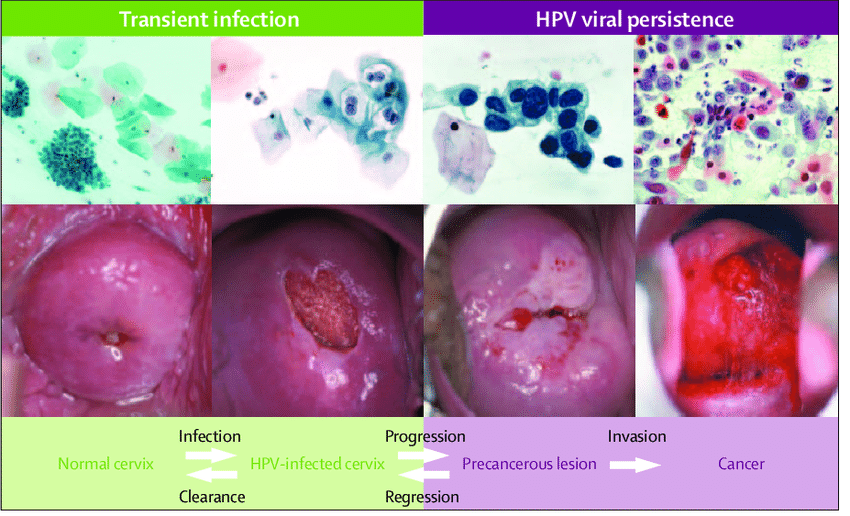 Transient infection
HPV viral persistence
Infection
Progression
Invasion
Normal cervix
HPV-infected cervix
Precancerous lesion
Cancer
Clearance
Regression